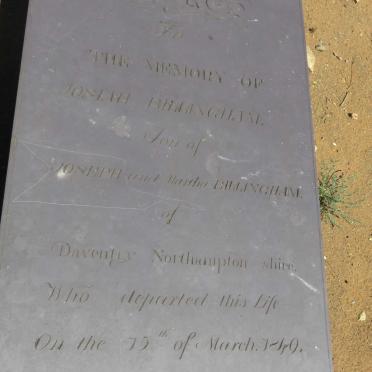 To
THE MEMORY OF
JOSIAH BILLINGHAM
Son of
JOSEPH and Martha BILLINGHAM
of
Daventry Northampton shire
Who departed this Life
On the 15th of March, 1849.